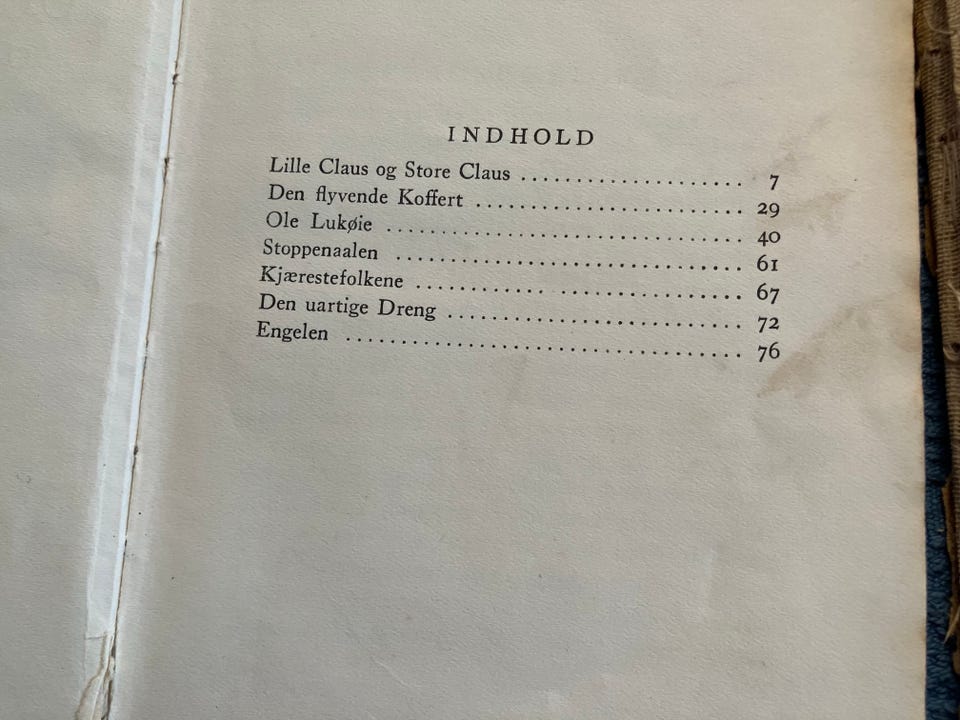 INDHOLD
Lille Claus og Store Claus ........................ 7
Den flyvende Koffert ............................ 29
Ole Lukøie ..................................... 40
Stoppenaalen .................................... 61
Kjærestefolkene .................................. 67
Den uartige Dreng .............................. 72
Engelen ........................................ 76